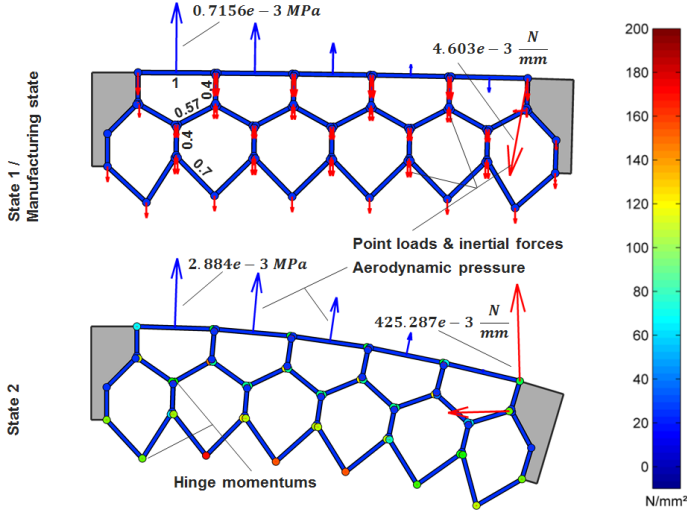 0.7156e − 3 MPa
4.603e − 3 N/mm
1
0.4
0.57
0.4
0.7
State 1 /
Manufacturing state
Point loads & inertial forces
Aerodynamic pressure
2.884e − 3 MPa
425.287e − 3 N/mm
State 2
Hinge momentums
200
180
160
140
120
100
80
60
40
20
0
N/mm²